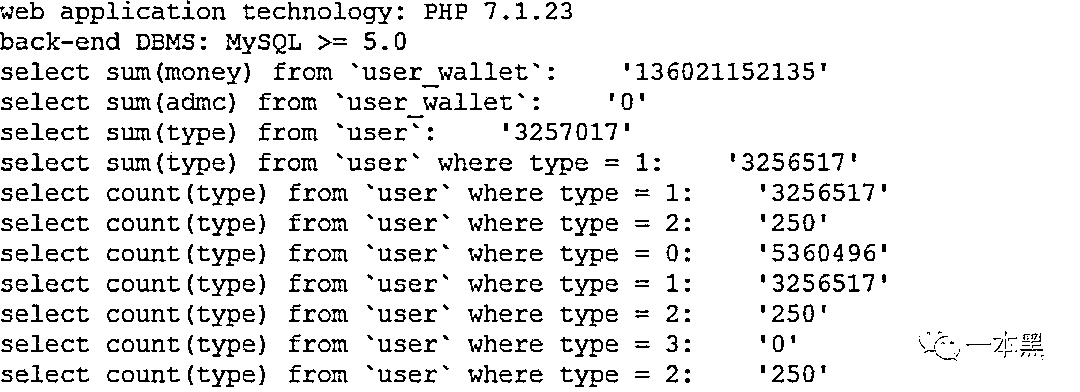 web application technology: PHP 7.1.23
back-end DBMS: MySQL >= 5.0
select sum(money) from `user_wallet`: '136021152135'
select sum(admc) from `user_wallet`: '0'
select sum(type) from `user`: '3257017'
select sum(type) from `user` where type = 1: '3256517'
select count(type) from `user` where type = 1: '3256517'
select count(type) from `user` where type = 2: '250'
select count(type) from `user` where type = 0: '5360496'
select count(type) from `user` where type = 1: '3256517'
select count(type) from `user` where type = 2: '250'
select count(type) from `user` where type = 3: '0'
select count(type) from `user` where type = 2: '250'
一本黑